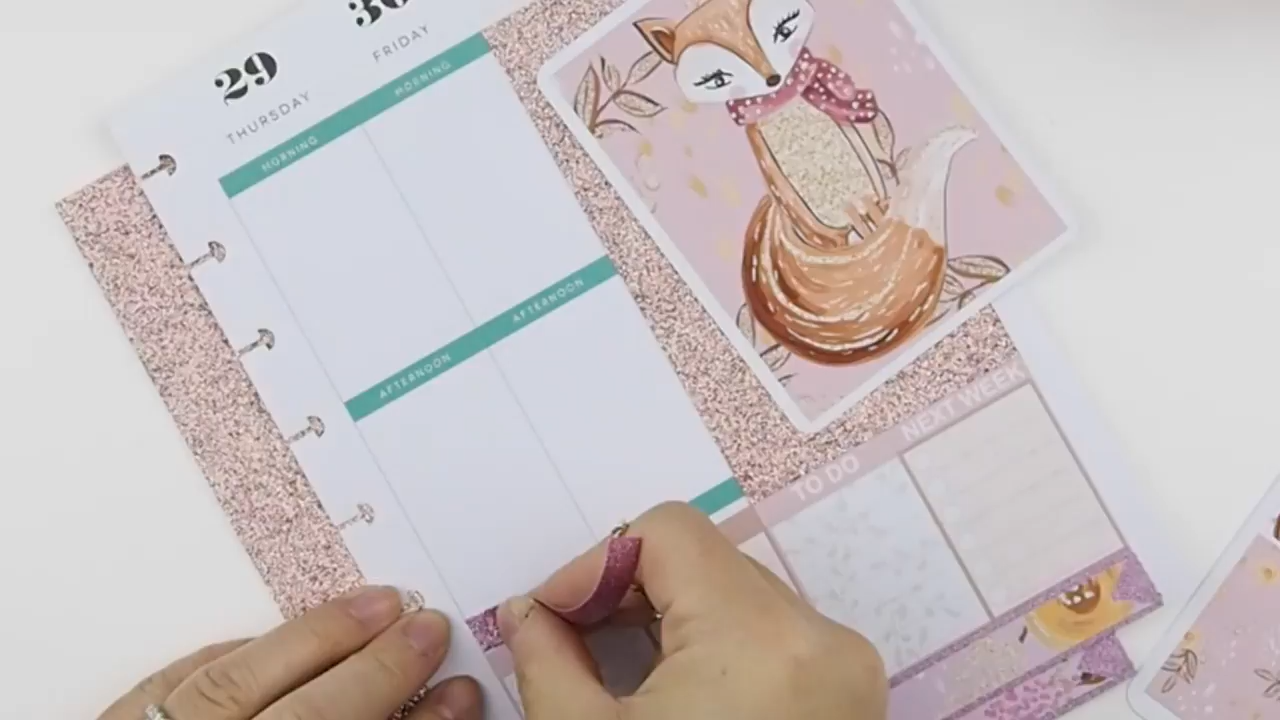 29
30
THURSDAY
FRIDAY
MORNING
MORNING
AFTERNOON
AFTERNOON
TO DO
NEXT WEEK